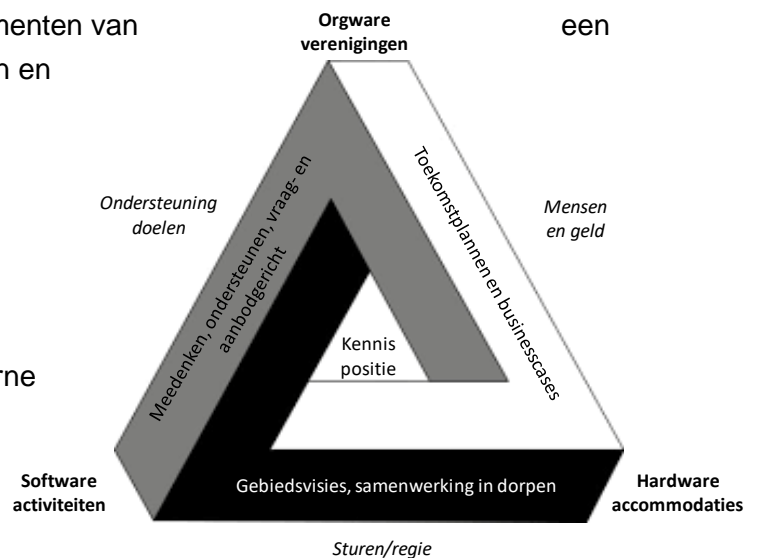 menten van
Orgware
verenigingen
een
n en
Ondersteuning
doelen
Meedenken, ondersteunen, vraag- en
aanbodgericht
Toekomstplannen en businesscases
Mensen
en geld
Kennis
positie
rne
Software
activiteiten
Gebiedsvisies, samenwerking in dorpen
Hardware
accommodaties
Sturen/regie